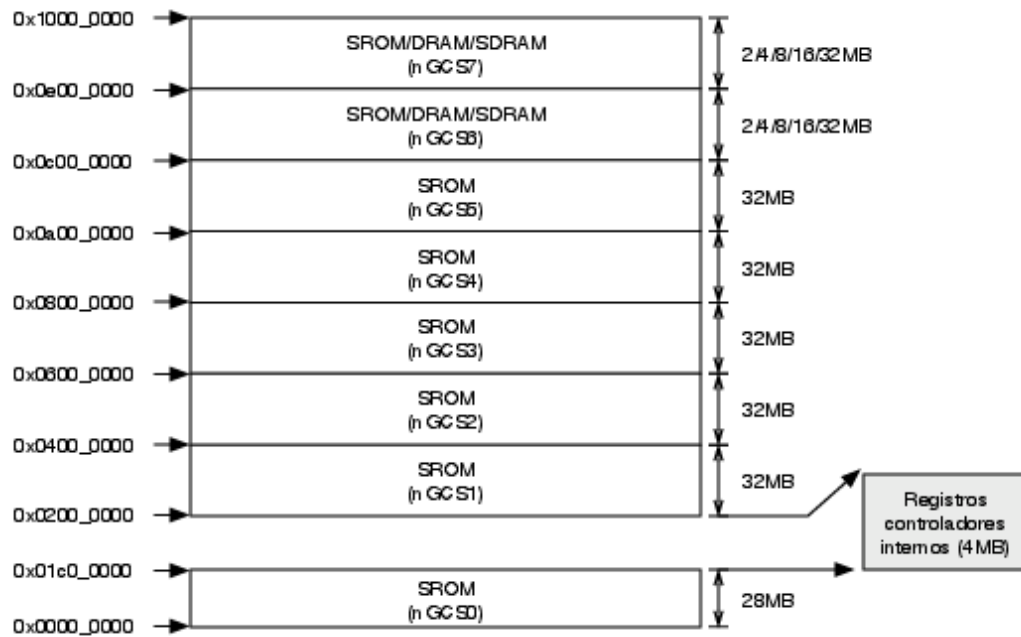 0x1000_0000
SROM/DRAM/SDRAM
(n GCS7)
2/4/8/16/32MB
0x0e00_0000
SROM/DRAM/SDRAM
(n GCS6)
2/4/8/16/32MB
0x0c00_0000
SROM
(n GCS5)
32MB
0x0a00_0000
SROM
(n GCS4)
32MB
0x0800_0000
SROM
(n GCS3)
32MB
0x0600_0000
SROM
(n GCS2)
32MB
0x0400_0000
SROM
(n GCS1)
32MB
0x0200_0000
Registros
controladores
internos (4MB)
0x01c0_0000
SROM
(n GCS0)
28MB
0x0000_0000